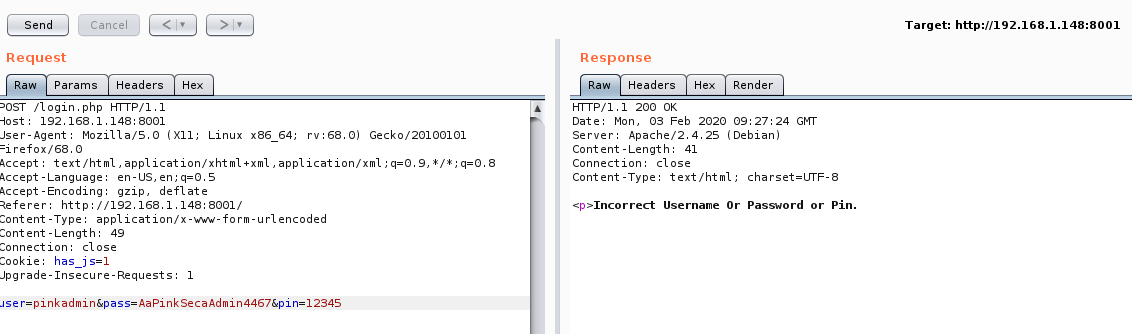 Send Cancel < > Target: http://192.168.1.148:8001
Request
Raw Params Headers Hex
POST /login.php HTTP/1.1
Host: 192.168.1.148:8001
User-Agent: Mozilla/5.0 (X11; Linux x86_64; rv:68.0) Gecko/20100101
Firefox/68.0
Accept: text/html,application/xhtml+xml,application/xml;q=0.9,*/*;q=0.8
Accept-Language: en-US,en;q=0.5
Accept-Encoding: gzip, deflate
Referer: http://192.168.1.148:8001/
Content-Type: application/x-www-form-urlencoded
Content-Length: 49
Connection: close
Cookie: has_js=1
Upgrade-Insecure-Requests: 1
user=pinkadmin&pass=AaPinkSecaAdmin4467&pin=12345
Response
Raw Headers Hex Render
HTTP/1.1 200 OK
Date: Mon, 03 Feb 2020 09:27:24 GMT
Server: Apache/2.4.25 (Debian)
Content-Length: 41
Connection: close
Content-Type: text/html; charset=UTF-8
<p>Incorrect Username Or Password or Pin.